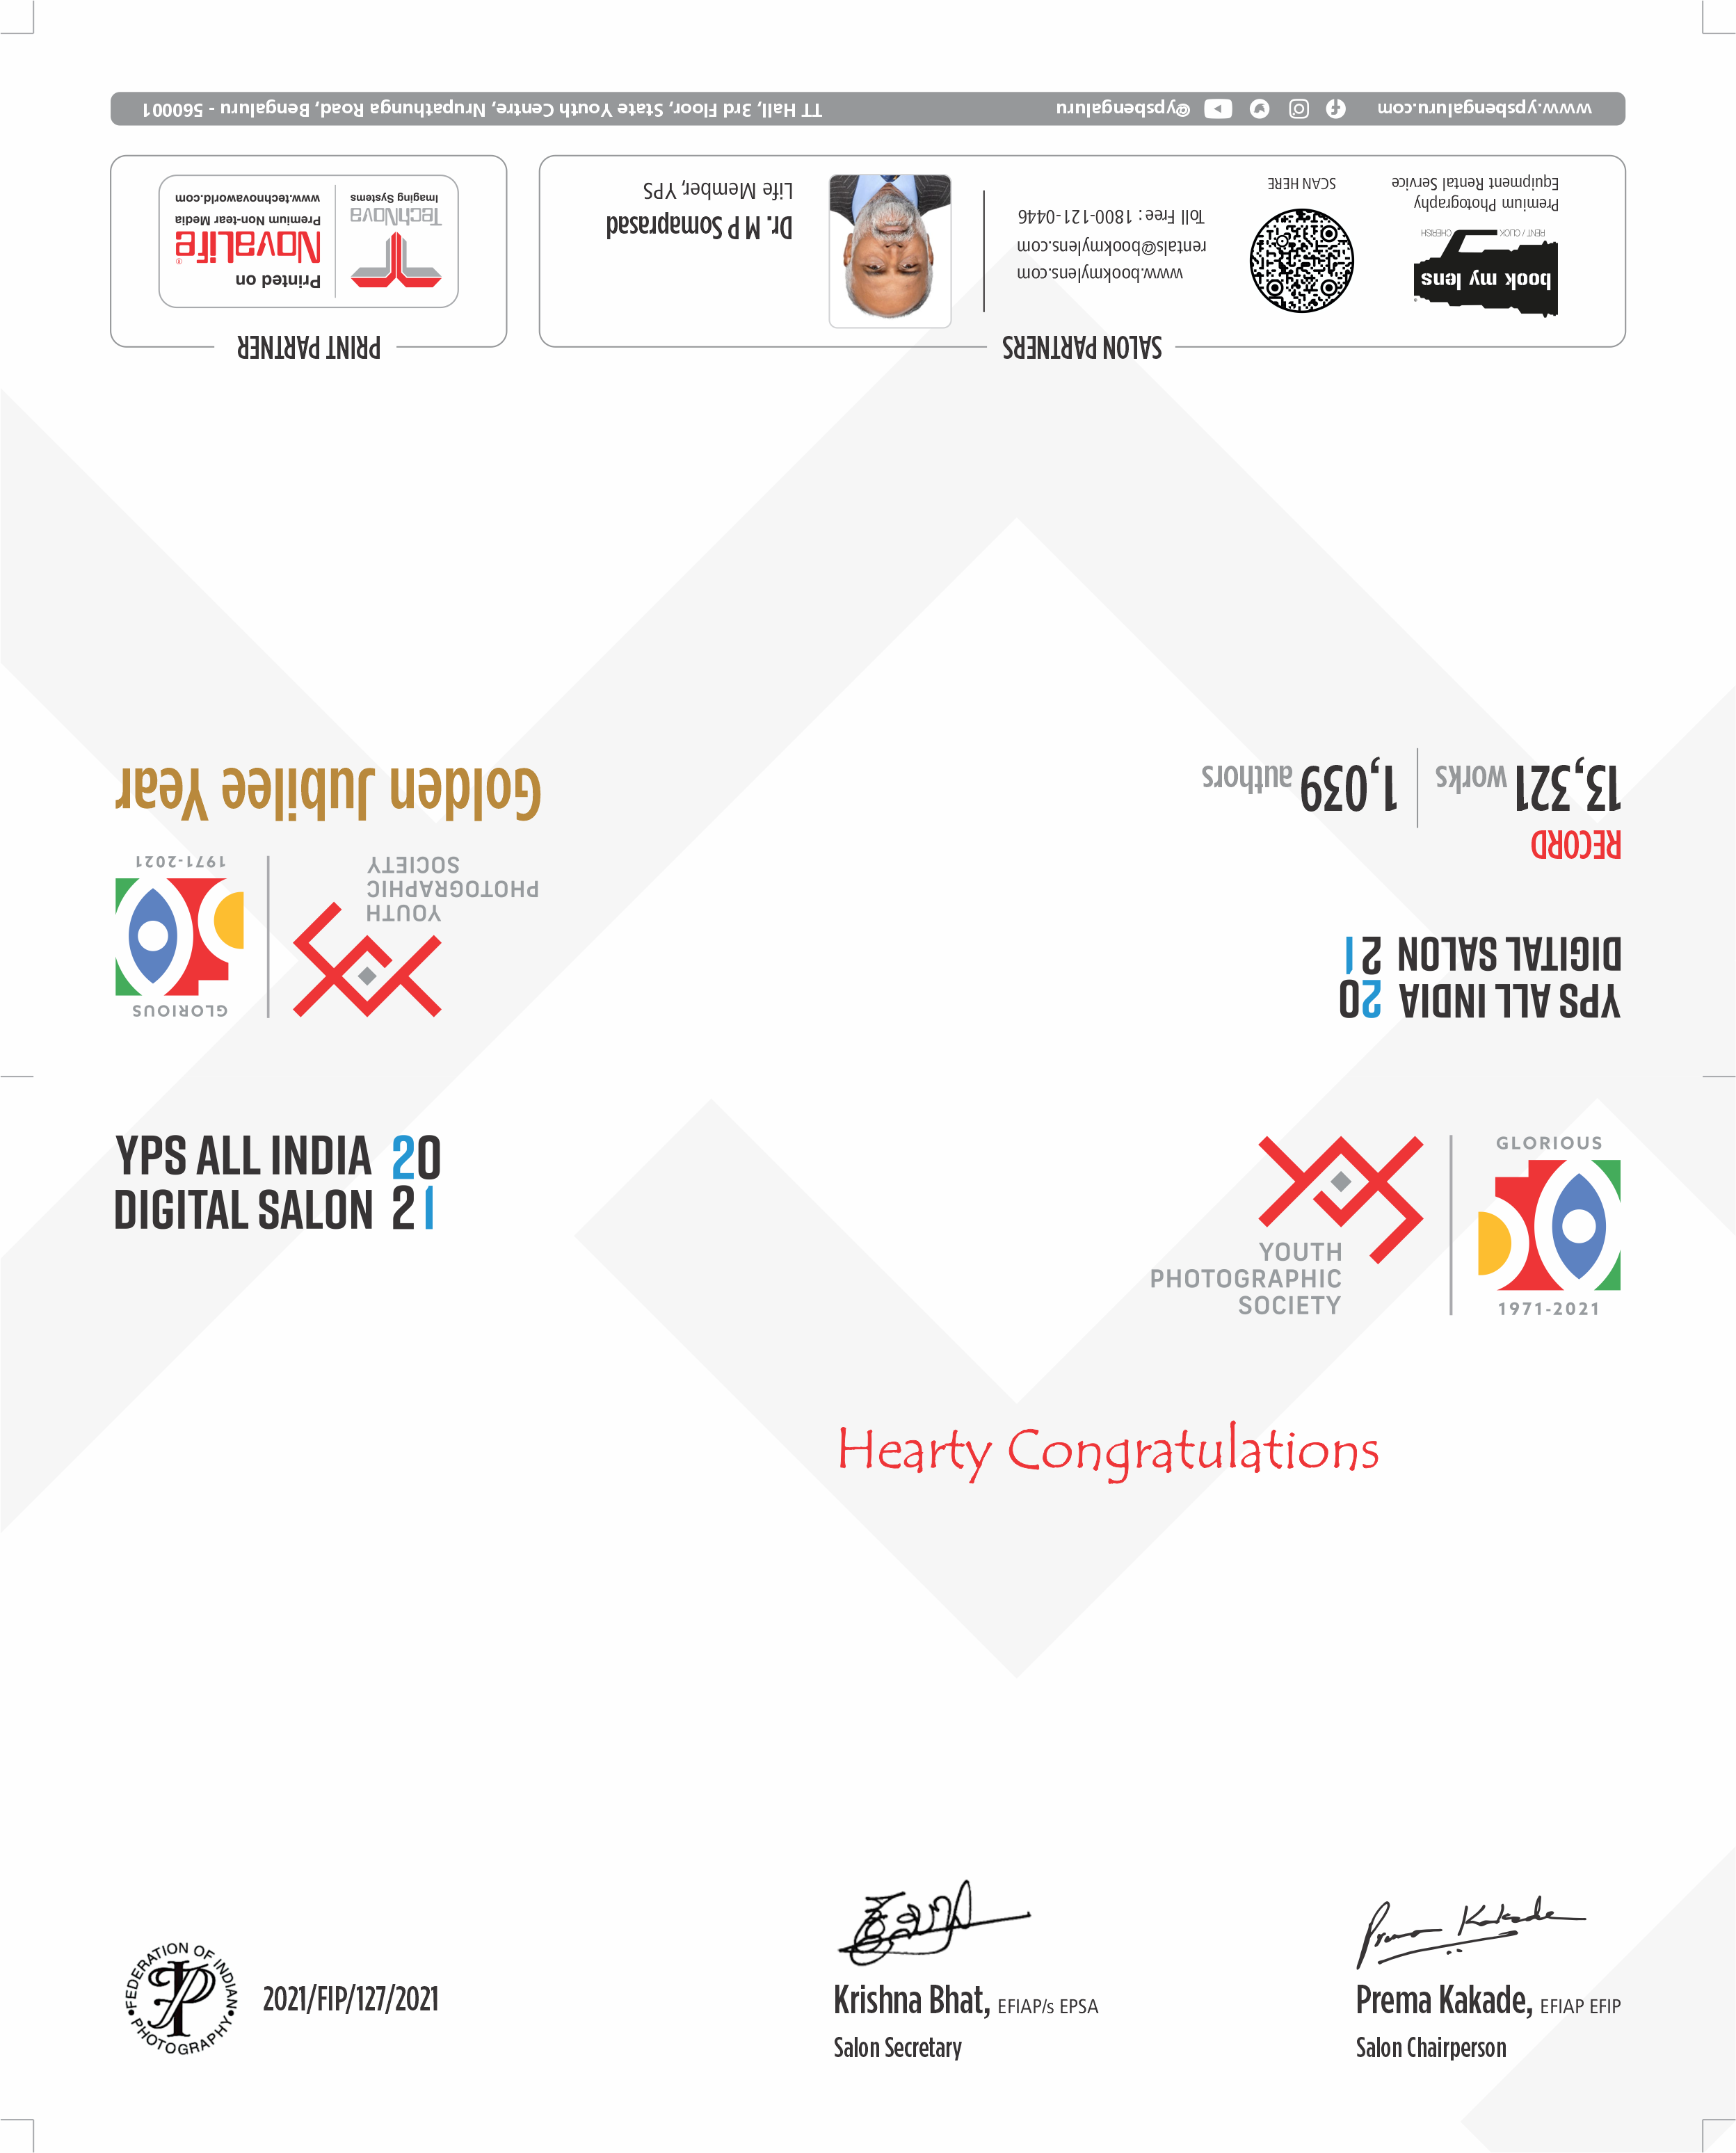 www.ypsbengaluru.com
@ypsbengaluru
TT Hall, 3rd Floor, State Youth Centre, Nrupathunga Road, Bengaluru - 560001
SALON PARTNERS
book my lens
RENT / CLICK
CHERISH
Premium Photography
Equipment Rental Service
SCAN HERE
www.bookmylens.com
rentals@bookmylens.com
Toll Free : 1800-121-0446
Dr. M P Somaprasad
Life Member, YPS
PRINT PARTNER
TechNova
Imaging Systems
Printed on
NovaLife®
Premium Non-tear Media
www.technovaworld.com
RECORD
13,321 works
1,039 authors
Golden Jubilee Year
YPS ALL INDIA 20
DIGITAL SALON 21
YOUTH
PHOTOGRAPHIC
SOCIETY
GLORIOUS
1971-2021
YPS ALL INDIA 20
DIGITAL SALON 21
YOUTH
PHOTOGRAPHIC
SOCIETY
GLORIOUS
50
1971-2021
Hearty Congratulations
FEDERATION OF INDIAN
PHOTOGRAPHY
2021/FIP/127/2021
Krishna Bhat, EFIAP/s EPSA
Salon Secretary
Prema Kakade
Prema Kakade, EFIAP EFIP
Salon Chairperson